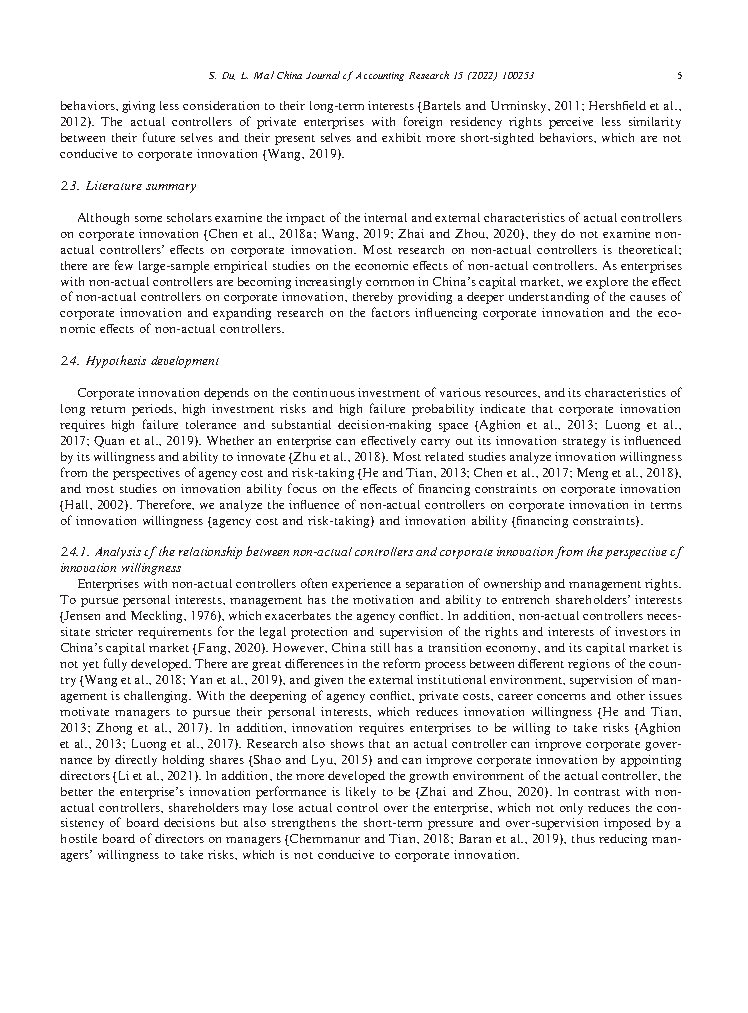 S. Du, L. Ma / China Journal of Accounting Research 15 (2022) 100253 5
behaviors, giving less consideration to their long-term interests (Bartels and Urminsky, 2011; Hershfield et al.,
2012). The actual controllers of private enterprises with foreign residency rights perceive less similarity
between their future selves and their present selves and exhibit more short-sighted behaviors, which are not
conducive to corporate innovation (Wang, 2019).
2.3. Literature summary
Although some scholars examine the impact of the internal and external characteristics of actual controllers
on corporate innovation (Chen et al., 2018a; Wang, 2019; Zhai and Zhou, 2020), they do not examine non-
actual controllers' effects on corporate innovation. Most research on non-actual controllers is theoretical;
there are few large-sample empirical studies on the economic effects of non-actual controllers. As enterprises
with non-actual controllers are becoming increasingly common in China's capital market, we explore the effect
of non-actual controllers on corporate innovation, thereby providing a deeper understanding of the causes of
corporate innovation and expanding research on the factors influencing corporate innovation and the eco-
nomic effects of non-actual controllers.
2.4. Hypothesis development
Corporate innovation depends on the continuous investment of various resources, and its characteristics of
long return periods, high investment risks and high failure probability indicate that corporate innovation
requires high failure tolerance and substantial decision-making space (Aghion et al., 2013; Luong et al.,
2017; Quan et al., 2019). Whether an enterprise can effectively carry out its innovation strategy is influenced
by its willingness and ability to innovate (Zhu et al., 2018). Most related studies analyze innovation willingness
from the perspectives of agency cost and risk-taking (He and Tian, 2013; Chen et al., 2017; Meng et al., 2018),
and most studies on innovation ability focus on the effects of financing constraints on corporate innovation
(Hall, 2002). Therefore, we analyze the influence of non-actual controllers on corporate innovation in terms
of innovation willingness (agency cost and risk-taking) and innovation ability (financing constraints).
2.4.1. Analysis of the relationship between non-actual controllers and corporate innovation from the perspective of
innovation willingness
Enterprises with non-actual controllers often experience a separation of ownership and management rights.
To pursue personal interests, management has the motivation and ability to entrench shareholders' interests
(Jensen and Meckling, 1976), which exacerbates the agency conflict. In addition, non-actual controllers neces-
sitate stricter requirements for the legal protection and supervision of the rights and interests of investors in
China's capital market (Fang, 2020). However, China still has a transition economy, and its capital market is
not yet fully developed. There are great differences in the reform process between different regions of the coun-
try (Wang et al., 2018; Yan et al., 2019), and given the external institutional environment, supervision of man-
agement is challenging. With the deepening of agency conflict, private costs, career concerns and other issues
motivate managers to pursue their personal interests, which reduces innovation willingness (He and Tian,
2013; Zhong et al., 2017). In addition, innovation requires enterprises to be willing to take risks (Aghion
et al., 2013; Luong et al., 2017). Research also shows that an actual controller can improve corporate gover-
nance by directly holding shares (Shao and Lyu, 2015) and can improve corporate innovation by appointing
directors (Li et al., 2021). In addition, the more developed the growth environment of the actual controller, the
better the enterprise's innovation performance is likely to be (Zhai and Zhou, 2020). In contrast with non-
actual controllers, shareholders may lose actual control over the enterprise, which not only reduces the con-
sistency of board decisions but also strengthens the short-term pressure and over-supervision imposed by a
hostile board of directors on managers (Chemmanur and Tian, 2018; Baran et al., 2019), thus reducing man-
agers' willingness to take risks, which is not conducive to corporate innovation.